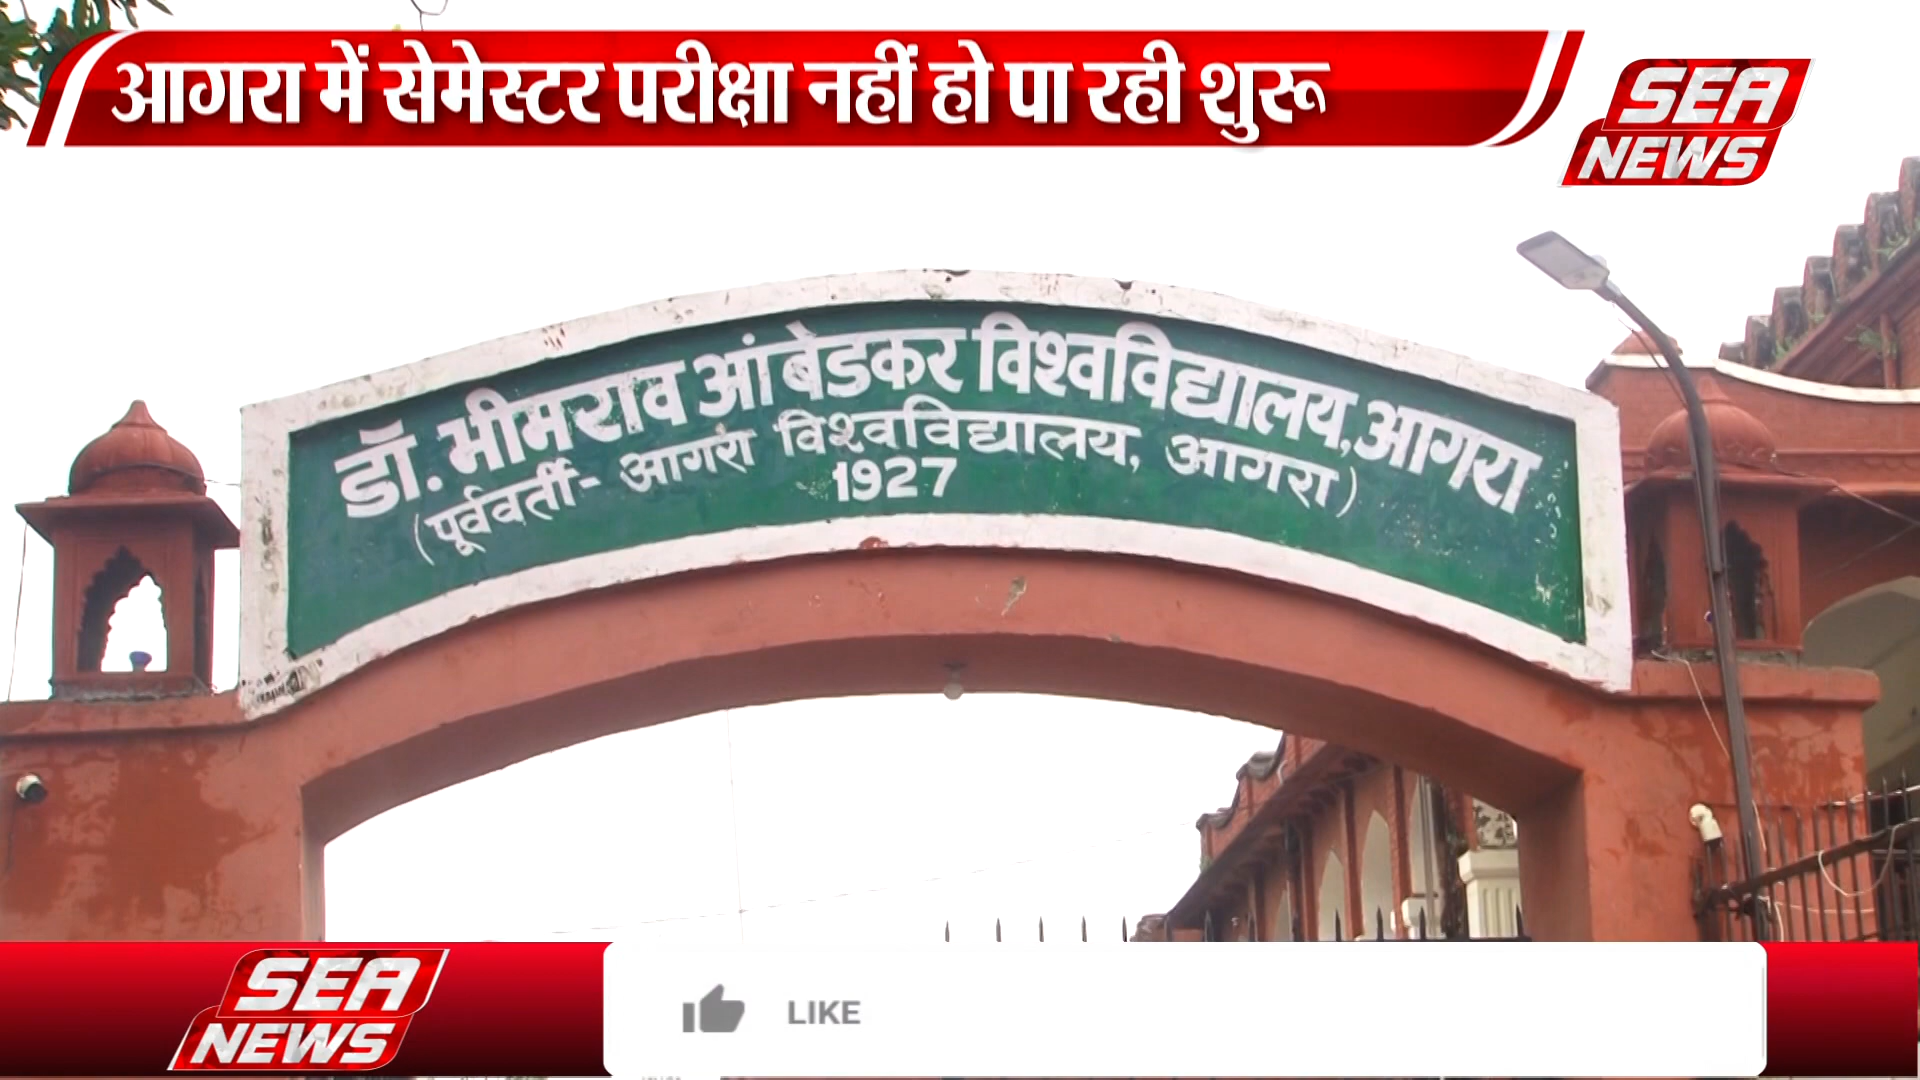 आगरा में सेमेस्टर परीक्षा नहीं हो पा रही शुरू
SEA
NEWS
डॉ. भीमराव आंबेडकर विश्वविद्यालय, आगरा
(पूर्ववर्ती- आगरा विश्वविद्यालय, आगरा)
1927
SEA
NEWS
LIKE